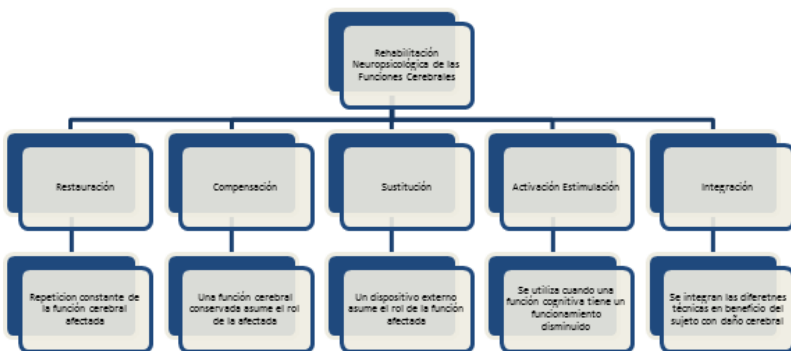 Rehabilitación
Neuropsicológica de las
Funciones Cerebrales
Restauración
Compensación
Sustitución
Activación Estimulación
Integración
Repeticion constante de
la función cerebral
afectada
Una función cerebral
conservada asume el rol
de la afectada
Un dispositivo externo
asume el rol de la función
afectada
Se utiliza cuando una
función cognitiva tiene un
funcionamiento
disminuido
Se integran las diferetnes
técnicas en beneficio del
sujeto con daño cerebral